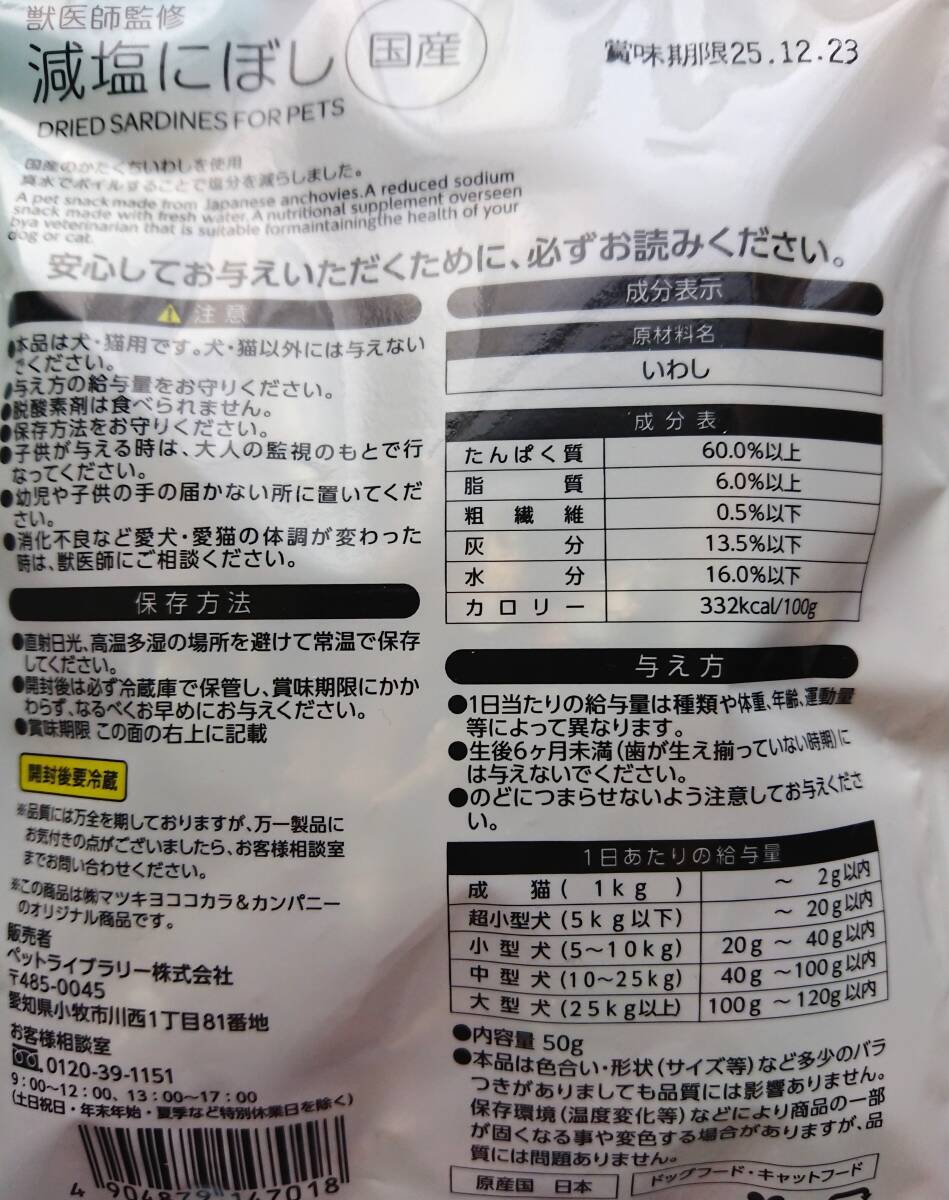 獣医師監修
減塩にぼし 国産
賞味期限25.12.23
DRIED SARDINES FOR PETS
国産のかたくちいわしを使用
真水でボイルすることで塩分を減らしました。
A pet snack made from Japanese anchovies.A reduced sodium
snack made with fresh water. A nutritional supplement overseen
bya veterinarian that is suitable formaintainingthe health of your
dog or cat.
安心してお与えいただくために、必ずお読みください。
注意
●本品は犬・猫用です。犬・猫以外には与えない
でください。
●与え方の給与量をお守りください。
●脱酸素剤は食べられません。
●保存方法をお守りください。
●子供が与える時は、大人の監視のもとで行
なってください。
●幼児や子供の手の届かない所に置いてくだ
さい。
●消化不良など愛犬・愛猫の体調が変わった
時は、獣医師にご相談ください。
保存方法
●直射日光、高温多湿の場所を避けて常温で保存
してください。
●開封後は必ず冷蔵庫で保管し、賞味期限にかか
わらず、なるべくお早めにお与えください。
●賞味期限 この面の右上に記載
開封後要冷蔵
※品質には万全を期しておりますが、万一製品に
お気付きの点がございましたら、お客様相談室
までお問い合わせください。
※この商品は㈱マツキヨココカラ&カンパニー
のオリジナル商品です。
販売者
ペットライブラリー株式会社
〒485-0045
愛知県小牧市川西1丁目81番地
お客様相談室
0120-39-1151
9:00~12:00、13:00~17:00
(土日祝日・年末年始・夏季など特別休業日を除く)
4 904879 147018
成分表示
原材料名
いわし
成分表
たんぱく質 60.0%以上
脂質 6.0%以上
粗繊維 0.5%以下
灰分 13.5%以下
水分 16.0%以下
カロリー 332kcal/100g
与え方
●1日当たりの給与量は種類や体重、年齢、運動量
等によって異なります。
●生後6ヶ月未満(歯が生え揃っていない時期)に
は与えないでください。
●のどにつまらせないよう注意してお与えくださ
い。
1日あたりの給与量
成猫(1kg) ~ 2g以内
超小型犬(5kg以下) ~ 20g以内
小型犬(5~10kg) 20g ~ 40g以内
中型犬(10~25kg) 40g ~100g以内
大型犬(25kg以上) 100g ~120g以内
●内容量 50g
●本品は色合い・形状(サイズ等)など多少のバラ
つきがありましても品質には影響ありません。
保存環境(温度変化等)などにより商品の一部
が固くなる事や変色する場合がありますが、品
質には問題ありません。
原産国 日本
ドッグフード・キャットフード